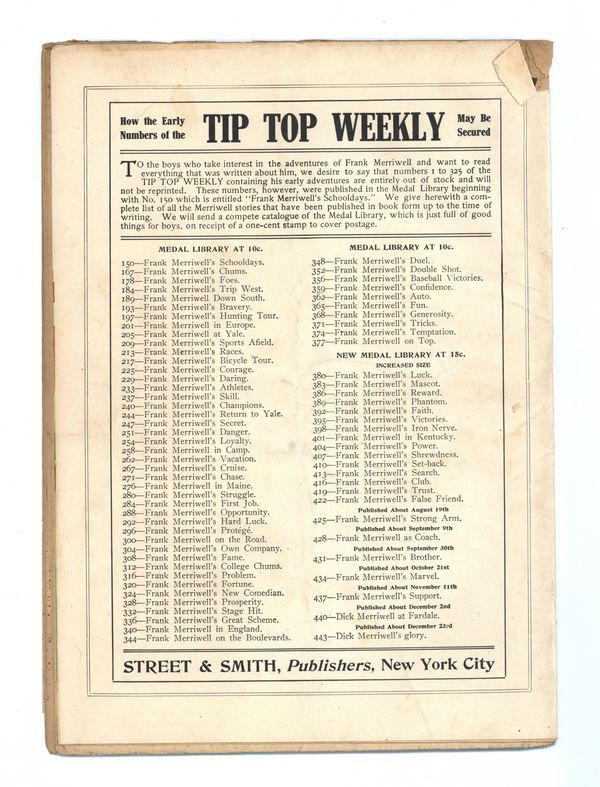 How the Early
Numbers of the
TIP TOP WEEKLY
May Be
Secured
TO the boys who take interest in the adventures of Frank Merriwell and want to read
everything that was written about him, we desire to say that numbers 1 to 325 of the
TIP TOP WEEKLY containing his early adventures are entirely out of stock and will
not be reprinted. These numbers, however, were published in the Medal Library beginning
with No. 150 which is entitled "Frank Merriwell's Schooldays." We give herewith a com-
plete list of all the Merriwell stories that have been published in book form up to the time of
writing. We wiil send a compete catalogue of the Medal Library, which is just full of good
things for boys, on receipt of a one-cent stamp to cover postage.
MEDAL LIBRARY AT 10c.
150—Frank Merriwell's Schooldays.
167—Frank Merriwell's Chums.
178—Frank Merriwell's Foes.
184—Frank Merriwell's Trip West.
189—Frank Merriwell Down South.
193—Frank Merriwell's Bravery.
197—Frank Merriwell's Hunting Tour.
201—Frank Merriwell in Europe.
205—Frank Merriwell at Yale.
209—Frank Merriwell's Sports Afield.
213—Frank Merriwell's Races.
217—Frank Merriwell's Bicycle Tour.
225—Frank Merriwell's Courage.
229—Frank Merriwell's Daring.
233—Frank Merriwell's Athletes.
237—Frank Merriwell's Skill.
240—Frank Merriwell's Champions.
244—Frank Merriwell's Return to Yale.
247—Frank Merriwell's Secret.
251—Frank Merriwell's Danger.
254—Frank Merriwell's Loyalty.
258—Frank Merriwell in Camp.
262—Frank Merriwell's Vacation.
267—Frank Merriwell's Cruise.
271—Frank Merriwell's Chase.
276—Frank Merriwell in Maine.
280—Frank Merriwell's Struggle.
284—Frank Merriwell's First Job.
288—Frank Merriwell's Opportunity.
292—Frank Merriwell's Hard Luck.
296—Frank Merriwell's Protégé.
300—Frank Merriwell on the Road.
304—Frank Merriwell's Own Company.
308—Frank Merriwell's Fame.
312—Frank Merriwell's College Chums.
316—Frank Merriwell's Problem.
320—Frank Merriwell's Fortune.
324—Frank Merriwell's New Comedian.
328—Frank Merriwell's Prosperity.
332—Frank Merriwell's Stage Hit.
336—Frank Merriwell's Great Scheme.
340—Frank Merriwell in England.
344—Frank Merriwell on the Boulevards.
MEDAL LIBRARY AT 10c.
348—Frank Merriwell's Duel.
352—Frank Merriwell's Double Shot.
356—Frank Merriwell's Baseball Victories.
359—Frank Merriwell's Confidence.
362—Frank Merriwell's Auto.
365—Frank Merriwell's Fun.
368—Frank Merriwell's Generosity.
371—Frank Merriwell's Tricks.
374—Frank Merriwell's Temptation.
377—Frank Merriwell on Top.
NEW MEDAL LIBRARY AT 15c.
INCREASED SIZE
380—Frank Merriwell's Luck.
383—Frank Merriwell's Mascot.
386—Frank Merriwell's Reward.
389—Frank Merriwell's Phantom.
392—Frank Merriwell's Faith.
395—Frank Merriwell's Victories.
398—Frank Merriwell's Iron Nerve.
401—Frank Merriwell in Kentucky.
404—Frank Merriwell's Power.
407—Frank Merriwell's Shrewdness.
410—Frank Merriwell's Set-back.
413—Frank Merriwell's Search.
416—Frank Merriwell's Club.
419—Frank Merriwell's Trust.
422—Frank Merriwell's False Friend.
Published About August 19th
425—Frank Merriwell's Strong Arm.
Published About September 9th
428—Frank Merriwell as Coach.
Published About September 30th
431—Frank Merriwell's Brother.
Published About October 21st
434—Frank Merriwell's Marvel.
Published About November 11th
437—Frank Merriwell's Support.
Published About December 2nd
440—Dick Merriwell at Fardale.
Published About December 23rd
443—Dick Merriwell's glory.
STREET & SMITH, Publishers, New York City